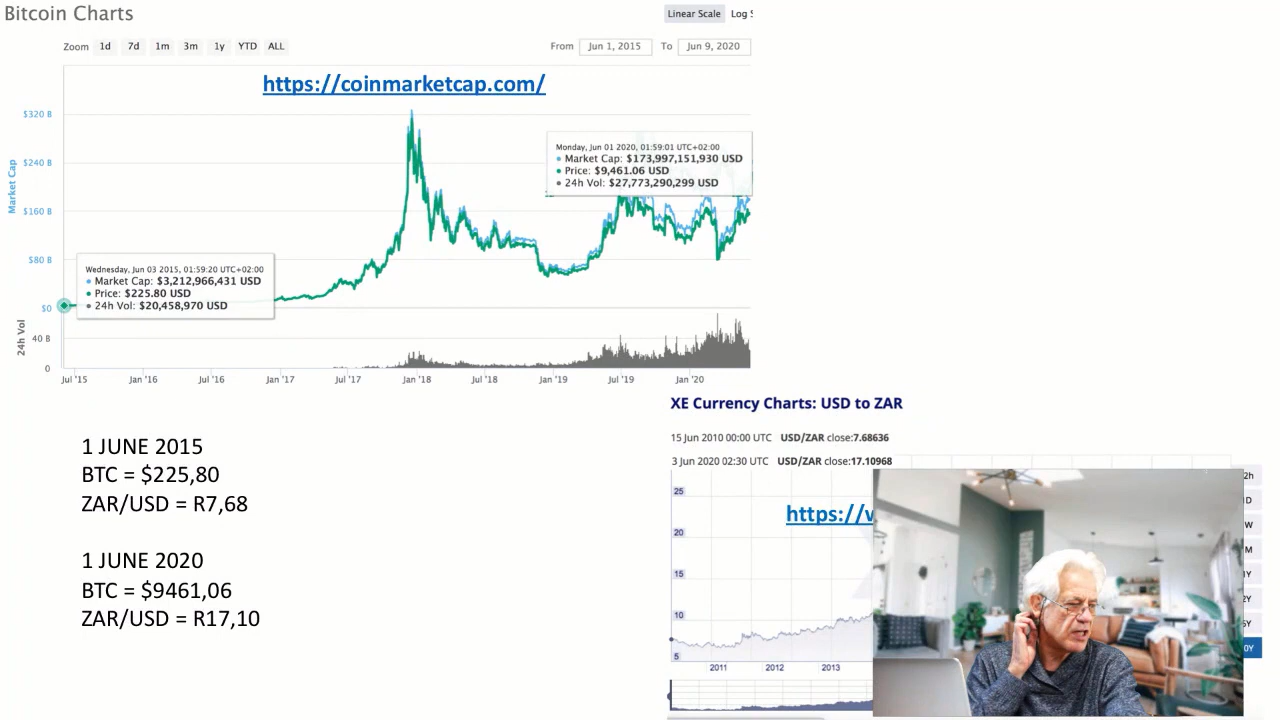 Bitcoin Charts
Linear Scale Log
Zoom 1d 7d 1m 3m 1y YTD ALL
From Jun 1, 2015 To Jun 9, 2020
https://coinmarketcap.com/
$320 B
$240 B
$160 B
$80 B
$0
Market Cap
Monday, Jun 01 2020, 01:59:01 UTC+02:00
Market Cap: $173,997,151,930 USD
Price: $9,461.06 USD
24h Vol: $27,773,290,299 USD
Wednesday, Jun 03 2015, 01:59:20 UTC+02:00
Market Cap: $3,212,966,431 USD
Price: $225.80 USD
24h Vol: $20,458,970 USD
24h Vol
40 B
0
Jul '15 Jan '16 Jul '16 Jan '17 Jul '17 Jan '18 Jul '18 Jan '19 Jul '19 Jan '20
1 JUNE 2015
BTC = $225,80
ZAR/USD = R7,68
1 JUNE 2020
BTC = $9461,06
ZAR/USD = R17,10
XE Currency Charts: USD to ZAR
15 Jun 2010 00:00 UTC USD/ZAR close:7.68636
3 Jun 2020 02:30 UTC USD/ZAR close:17.10968
https://
25
20
15
10
5
2011 2012 2013
2h
D
W
M
1Y
2Y
5Y
0Y